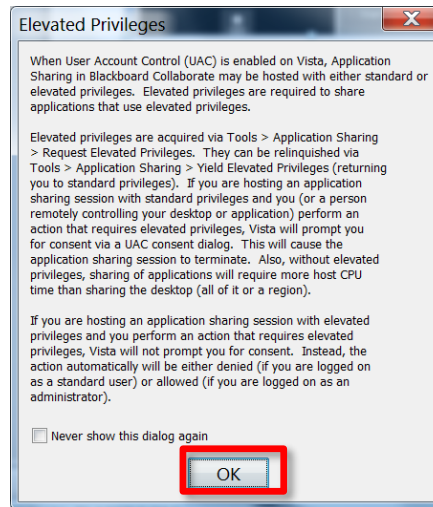 Elevated Privileges
When User Account Control (UAC) is enabled on Vista, Application
Sharing in Blackboard Collaborate may be hosted with either standard or
elevated privileges.  Elevated privileges are required to share
applications that use elevated privileges.
Elevated privileges are acquired via Tools > Application Sharing
> Request Elevated Privileges.  They can be relinquished via
Tools > Application Sharing > Yield Elevated Privileges (returning
you to standard privileges).  If you are hosting an application
sharing session with standard privileges and you (or a person
remotely controlling your desktop or application) perform an
action that requires elevated privileges, Vista will prompt you
for consent via a UAC consent dialog.  This will cause the
application sharing session to terminate.  Also, without elevated
privileges, sharing of applications will require more host CPU
time than sharing the desktop (all of it or a region).
If you are hosting an application sharing session with elevated
privileges and you perform an action that requires elevated
privileges, Vista will not prompt you for consent.  Instead, the
action automatically will be either denied (if you are logged on
as a standard user) or allowed (if you are logged on as an
administrator).
Never show this dialog again
OK